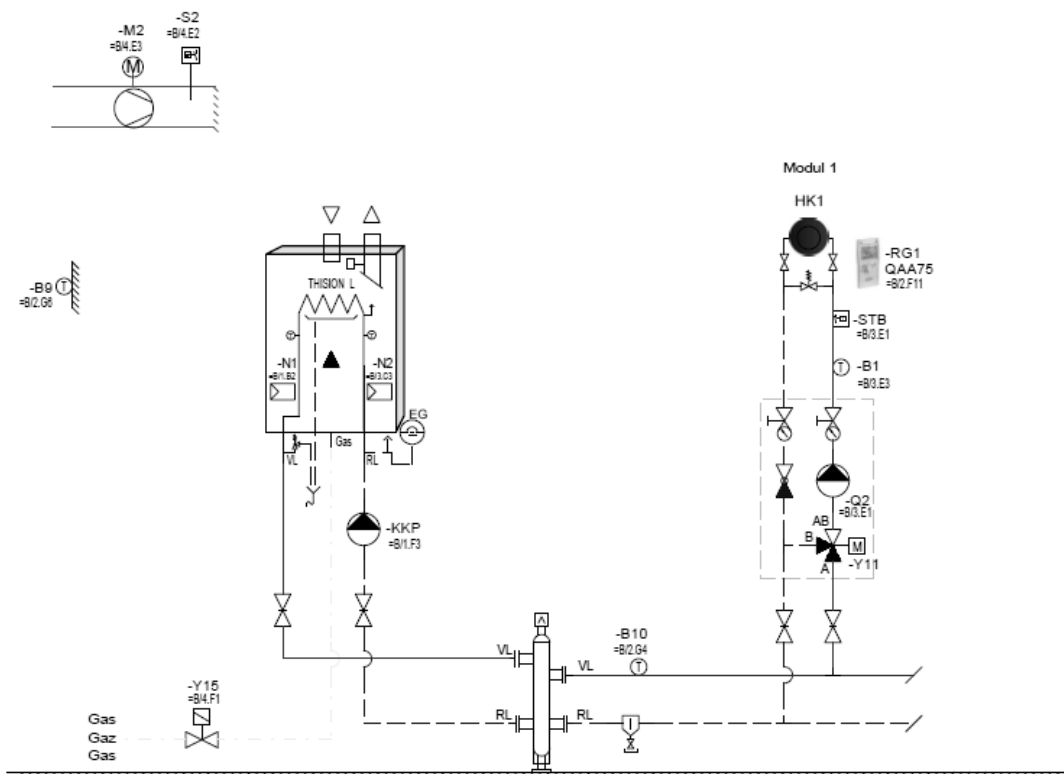 -S2
=B/4.E2
-M2
=B/4.E3
M
Modul 1
HK1
-RG1
QAA75
=B/2.F11
-B9
=B/2.G6
T
THISION L
-STB
=B/3.E1
T
T
-N1
=B/1.B2
-N2
=B/3.C3
T
-B1
=B/3.E3
EG
Gas
VL
RL
-KKP
=B/1.F3
-Q2
=B/3.E1
AB
B
M
A
-Y11
VL
-B10
=B/2.G4
VL
T
-Y15
=B/4.F1
RL
RL
Gas
Gaz
Gas